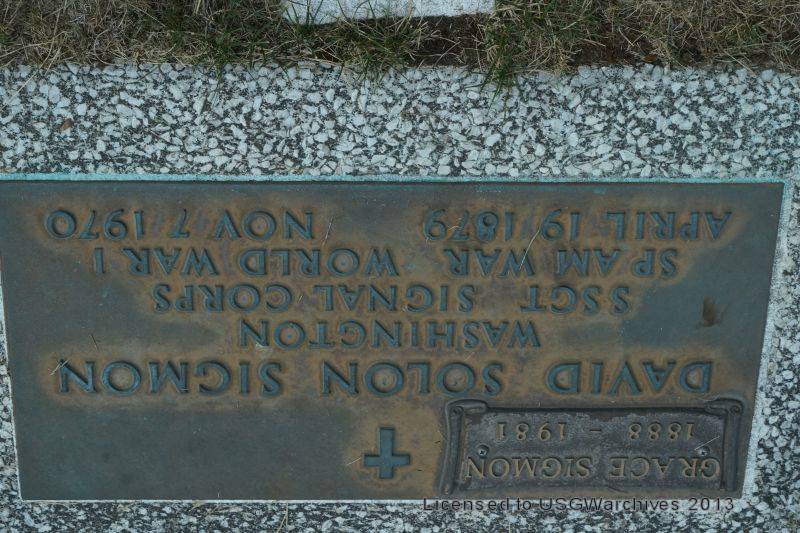 GRACE SIGMON
1888 - 1981
DAVID SOLON SIGMON
WASHINGTON
SSGT SIGNAL CORPS
SP AM WAR WORLD WAR I
APRIL 19 1879 NOV 7 1970
Licensed to USGWarchives 2013